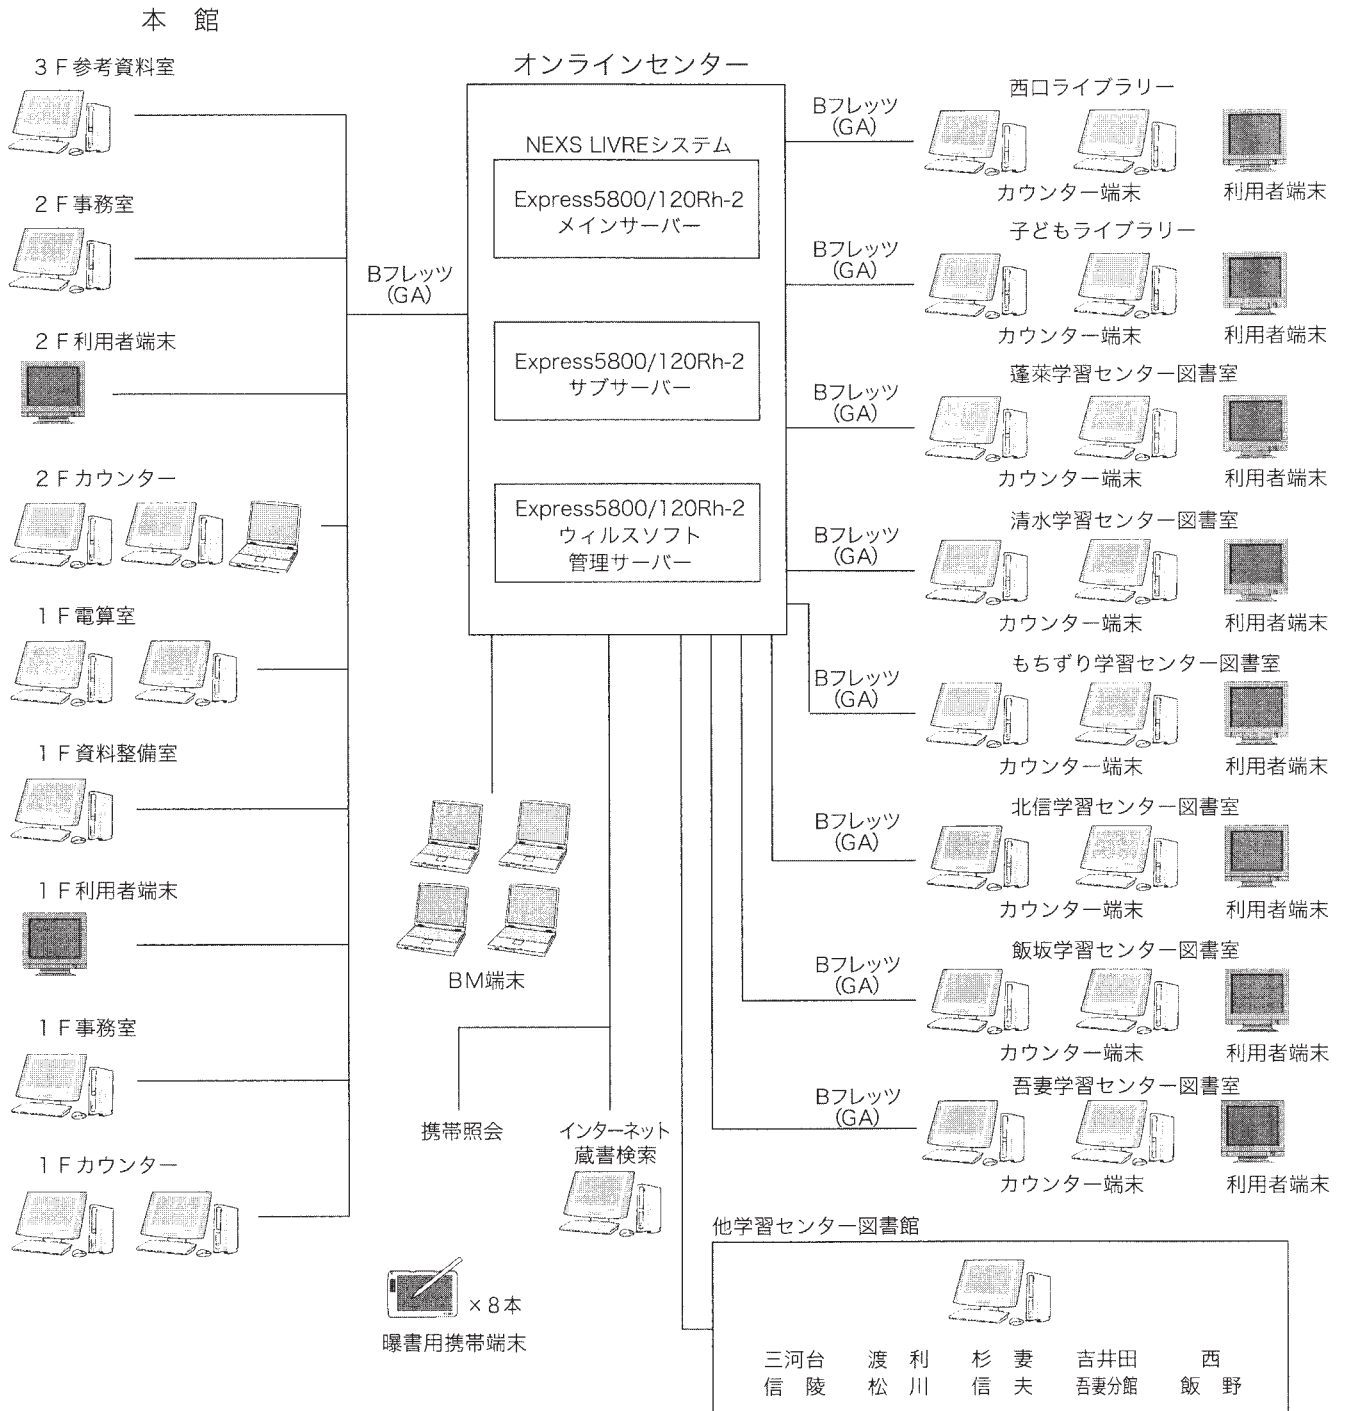 本　館
3F参考資料室
2F事務室
2F利用者端末
2Fカウンター
1F電算室
1F資料整備室
1F利用者端末
1F事務室
1Fカウンター
Bフレッツ
(GA)
オンラインセンター
NEXS LIVREシステム
Express5800/120Rh-2
メインサーバー
Express5800/120Rh-2
サブサーバー
Express5800/120Rh-2
ウィルスソフト
管理サーバー
BM端末
携帯照会
インターネット
蔵書検索
×8本
曝書用携帯端末
Bフレッツ
(GA)
西口ライブラリー
カウンター端末
利用者端末
Bフレッツ
(GA)
子どもライブラリー
カウンター端末
利用者端末
Bフレッツ
(GA)
蓬萊学習センター図書室
カウンター端末
利用者端末
Bフレッツ
(GA)
清水学習センター図書室
カウンター端末
利用者端末
Bフレッツ
(GA)
もちずり学習センター図書室
カウンター端末
利用者端末
Bフレッツ
(GA)
北信学習センター図書室
カウンター端末
利用者端末
Bフレッツ
(GA)
飯坂学習センター図書室
カウンター端末
利用者端末
Bフレッツ
(GA)
吾妻学習センター図書室
カウンター端末
利用者端末
他学習センター図書館
三河台　渡　利　杉　妻　吉井田　西
信　陵　松　川　信　夫　吾妻分館　飯　野